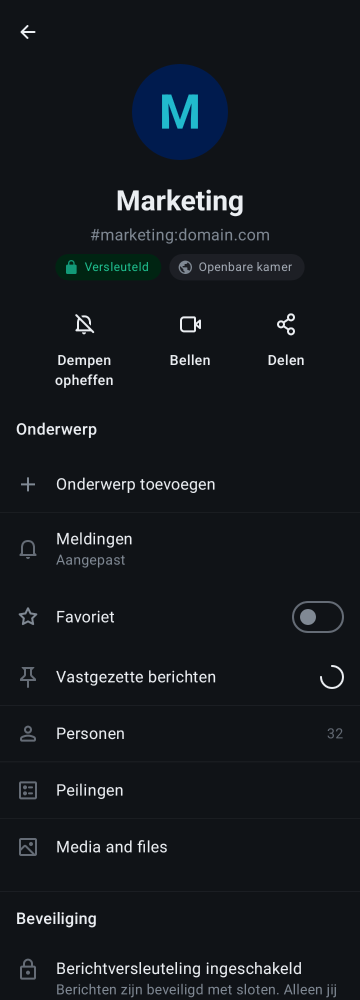 M
Marketing
#marketing:domain.com
Versleuteld
Openbare kamer
Dempen
opheffen
Bellen
Delen
Onderwerp
Onderwerp toevoegen
Meldingen
Aangepast
Favoriet
Vastgezette berichten
Personen
32
Peilingen
Media and files
Beveiliging
Berichtversleuteling ingeschakeld
Berichten zijn beveiligd met sloten. Alleen jij